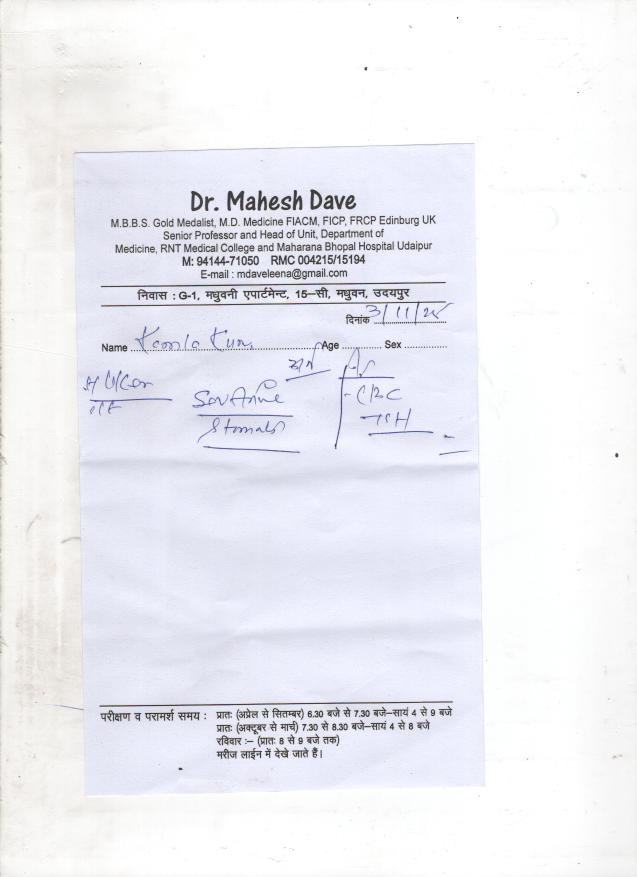 Dr. Mahesh Dave
M.B.B.S. Gold Medalist, M.D. Medicine FIACM, FICP, FRCP Edinburg UK
Senior Professor and Head of Unit, Department of
Medicine, RNT Medical College and Maharana Bhopal Hospital Udaipur
M: 94144-71050 RMC 004215/15194
E-mail : mdaveleena@gmail.com
निवास : G-1, मधुवनी एपार्टमेन्ट, 15–सी, मधुवन, उदयपुर
दिनांक 3/11/
Name Kamla Age Sex
CBC
TSH
परीक्षण व परामर्श समय : प्रातः (अप्रेल से सितम्बर) 6.30 बजे से 7.30 बजे–सायं 4 से 9 बजे
प्रातः (अक्टूबर से मार्च) 7.30 से 8.30 बजे–सायं 4 से 8 बजे
रविवार :– (प्रातः 8 से 9 बजे तक)
मरीज लाईन में देखे जाते हैं।